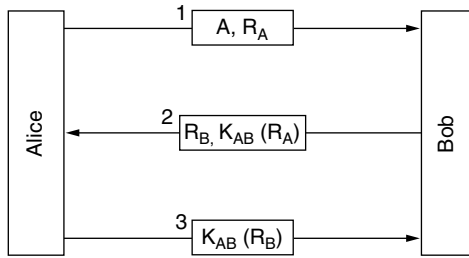 1
A, R_A
Alice
2
R_B, K_AB (R_A)
Bob
3
K_AB (R_B)